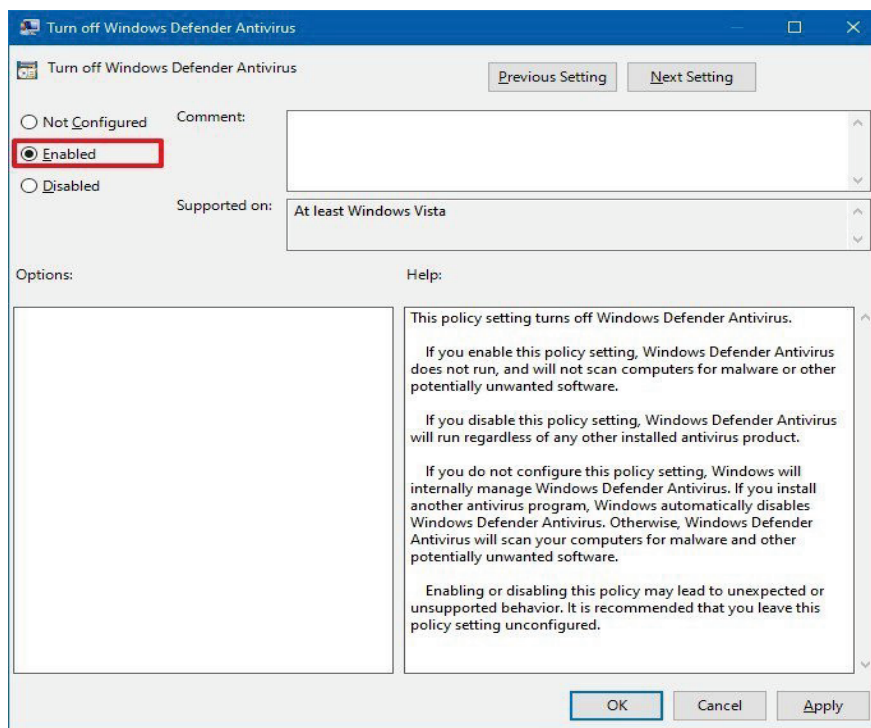 Turn off Windows Defender Antivirus
Turn off Windows Defender Antivirus
Previous Setting
Next Setting
Not Configured
Comment:
Enabled
Disabled
Supported on:
At least Windows Vista
Options:
Help:
This policy setting turns off Windows Defender Antivirus.
If you enable this policy setting, Windows Defender Antivirus
does not run, and will not scan computers for malware or other
potentially unwanted software.
If you disable this policy setting, Windows Defender Antivirus
will run regardless of any other installed antivirus product.
If you do not configure this policy setting, Windows will
internally manage Windows Defender Antivirus. If you install
another antivirus program, Windows automatically disables
Windows Defender Antivirus. Otherwise, Windows Defender
Antivirus will scan your computers for malware and other
potentially unwanted software.
Enabling or disabling this policy may lead to unexpected or
unsupported behavior. It is recommended that you leave this
policy setting unconfigured.
OK
Cancel
Apply